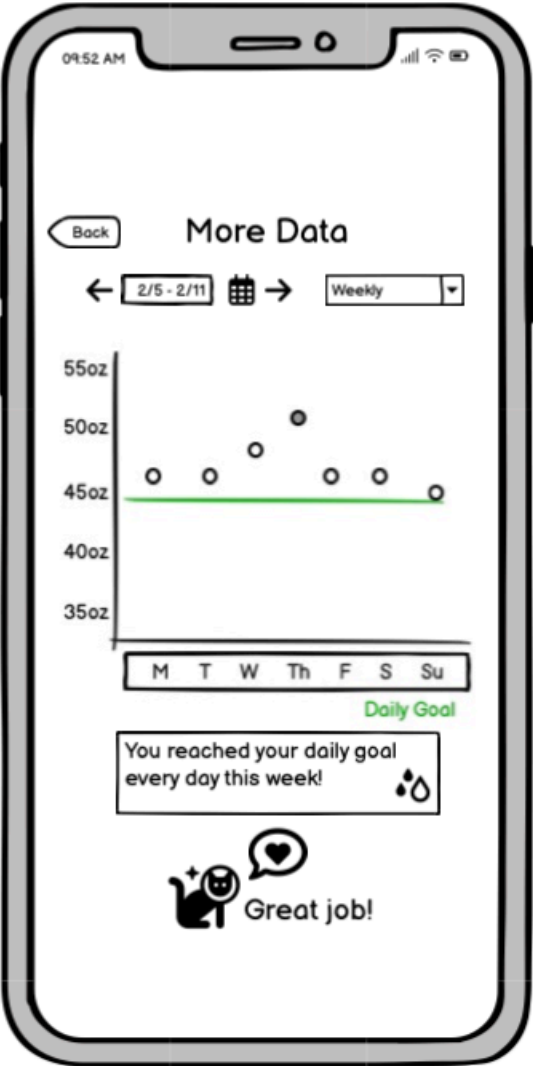 09:52 AM
Back
More Data
2/5 - 2/11
Weekly
55oz
50oz
45oz
40oz
35oz
M T W Th F S Su
Daily Goal
You reached your daily goal
every day this week!
Great job!